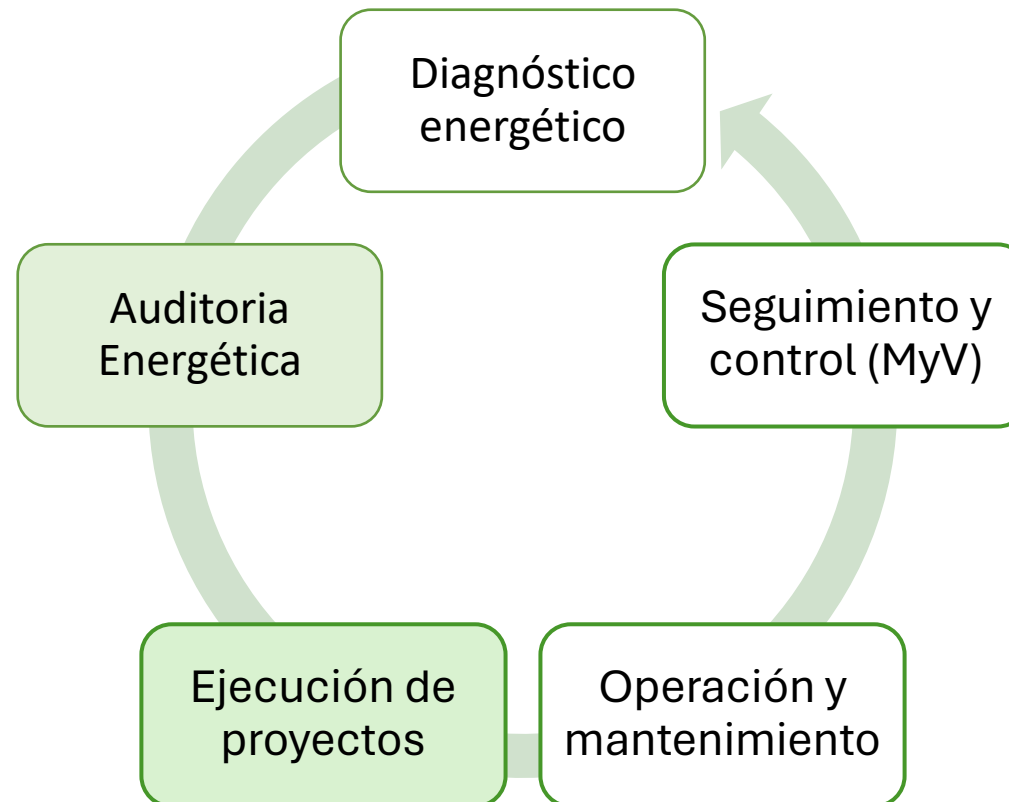 Diagnóstico
energético
Auditoria
Energética
Seguimiento y
control (MyV)
Ejecución de
proyectos
Operación y
mantenimiento